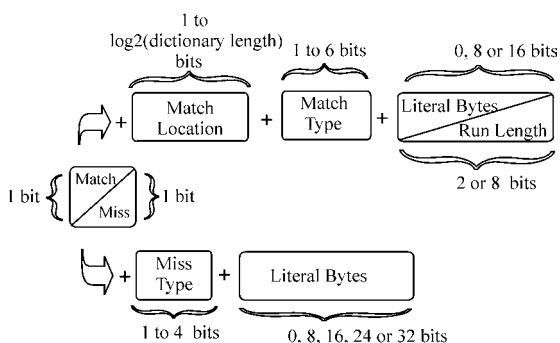 1 to
log2(dictionary length)
bits
1 to 6 bits
0, 8 or 16 bits
+
Match
Location
+
Match
Type
+
Literal Bytes
Run Length
2 or 8 bits
1 bit
Match
Miss
1 bit
+
Miss
Type
+
Literal Bytes
1 to 4 bits
0, 8, 16, 24 or 32 bits